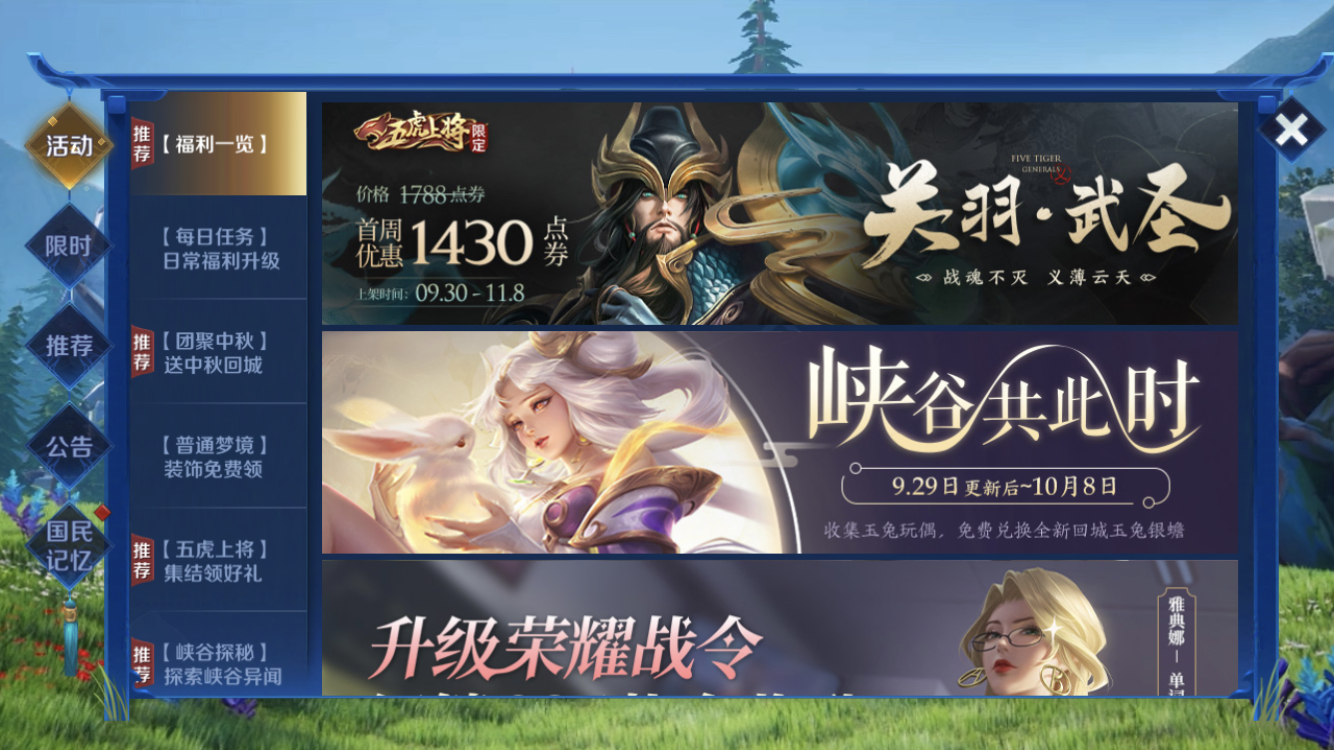 活动
限时
推荐
公告
国民
记忆
推荐
【 福利一览 】
【 每日任务 】
日常福利升级
推荐
【 团聚中秋 】
送中秋回城
【 普通梦境 】
装饰免费领
推荐
【 五虎上将 】
集结领好礼
推荐
【 峡谷探秘 】
探索峡谷异闻
五虎上将
限定
价格 1788点券
首周优惠 1430 点券
上架时间: 09.30 - 11.8
FIVE TIGER
GENERALS
关羽·武圣
战魂不灭 义薄云天
峡谷共此时
9.29日更新后~10月8日
收集玉兔玩偶，免费兑换全新回城玉兔银蟾
升级荣耀战令
雅典娜 — 单词